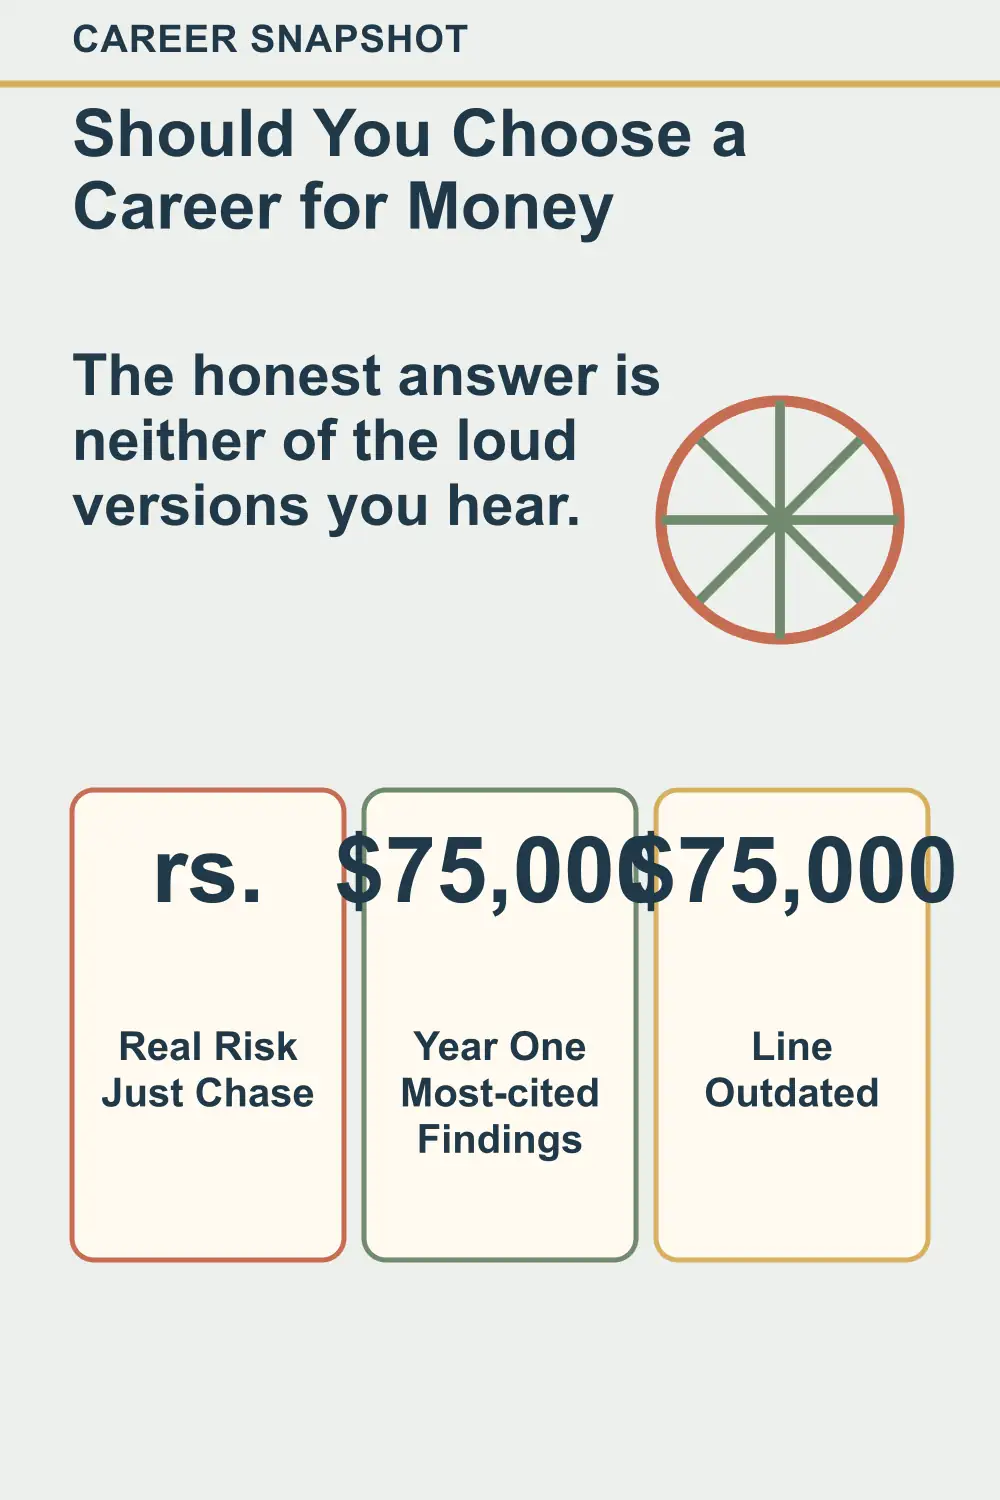 CAREER SNAPSHOT
Should You Choose a
Career for Money
The honest answer is
neither of the loud
versions you hear.
rs.
Real Risk
Just Chase
$75,000
Year One
Most-cited
Findings
$75,000
Line
Outdated